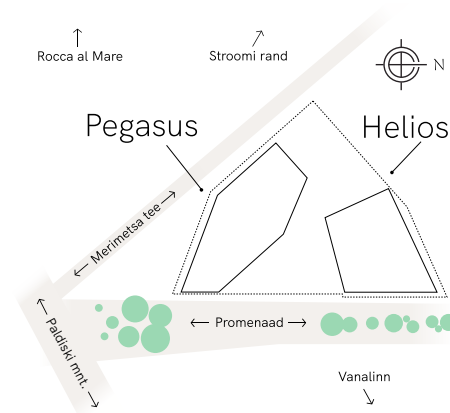 Rocca al Mare
Stroomi rand
N
Pegasus
Helios
Merimetsa tee
Promenaad
Paldiski mnt.
Vanalinn